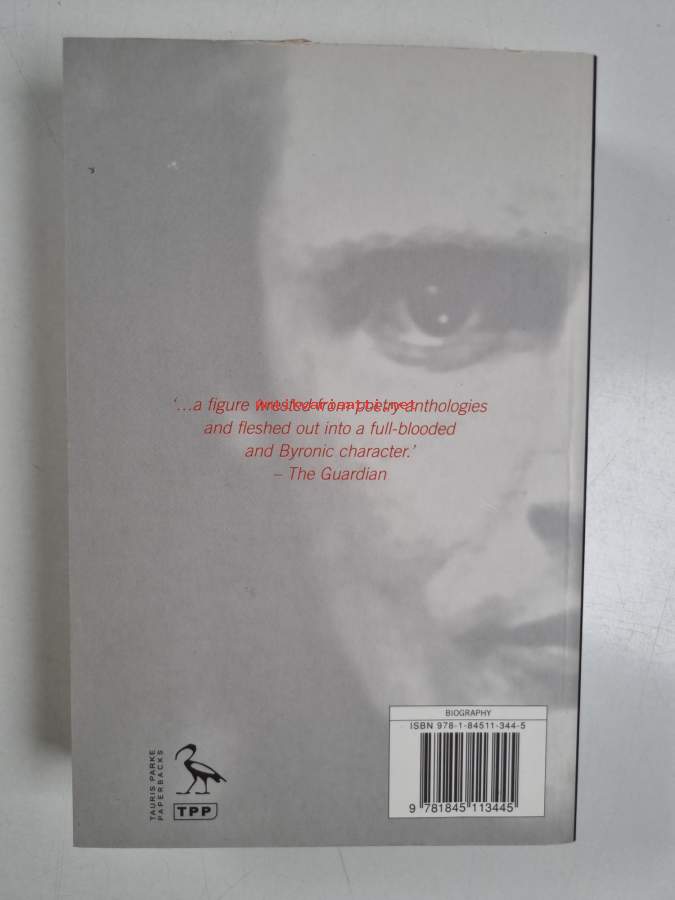 ‘…a figure wrested from poetry anthologies
and fleshed out into a full-blooded
and Byronic character.’
– The Guardian
BIOGRAPHY
ISBN 978-1-84511-344-5
9 781845 113445
TAURIS PARKE
PAPERBACKS
TPP